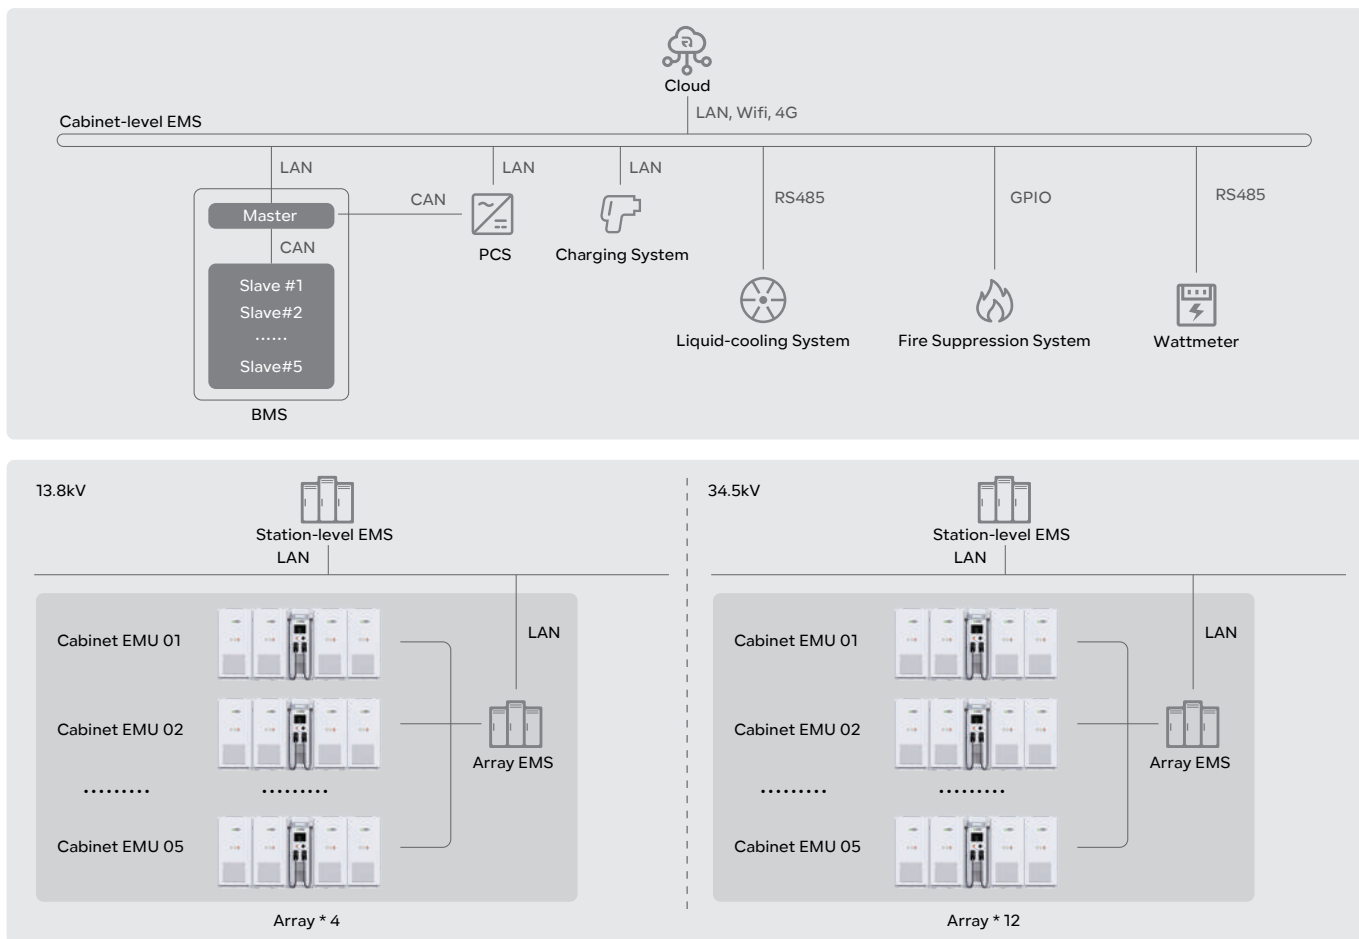 Cloud
LAN, Wifi, 4G
Cabinet-level EMS
LAN
LAN
LAN
RS485
GPIO
RS485
CAN
Master
CAN
Slave #1
Slave#2
......
Slave#5
BMS
PCS
Charging System
Liquid-cooling System
Fire Suppression System
Wattmeter
13.8kV
Station-level EMS
LAN
LAN
Cabinet EMU 01
Cabinet EMU 02
......... .........
Cabinet EMU 05
Array EMS
Array * 4
34.5kV
Station-level EMS
LAN
LAN
Cabinet EMU 01
Cabinet EMU 02
......... .........
Cabinet EMU 05
Array EMS
Array * 12